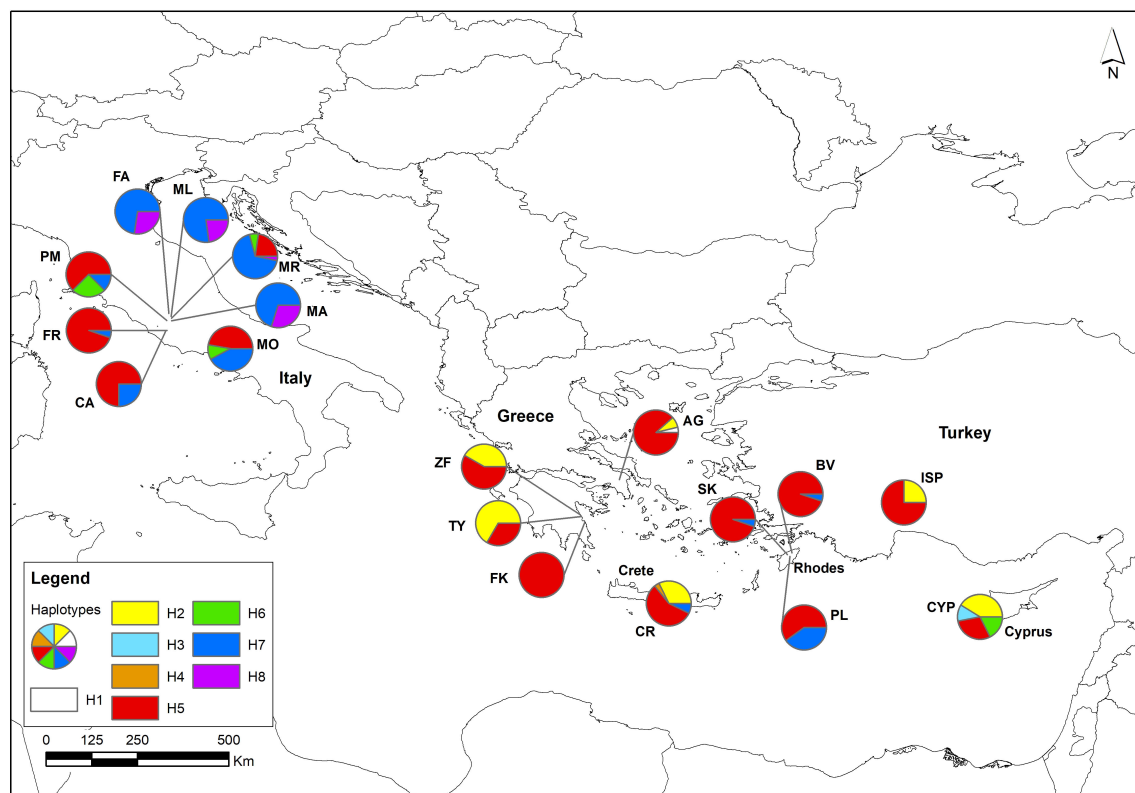 N
FA
ML
PM
MR
FR
MA
MO
CA
Italy
Greece
AG
Turkey
ZF
BV
ISP
SK
TY
FK
Crete
Rhodes
CR
PL
CYP
Cyprus
Legend
Haplotypes
H1
H2
H3
H4
H5
H6
H7
H8
0 125 250 500
Km